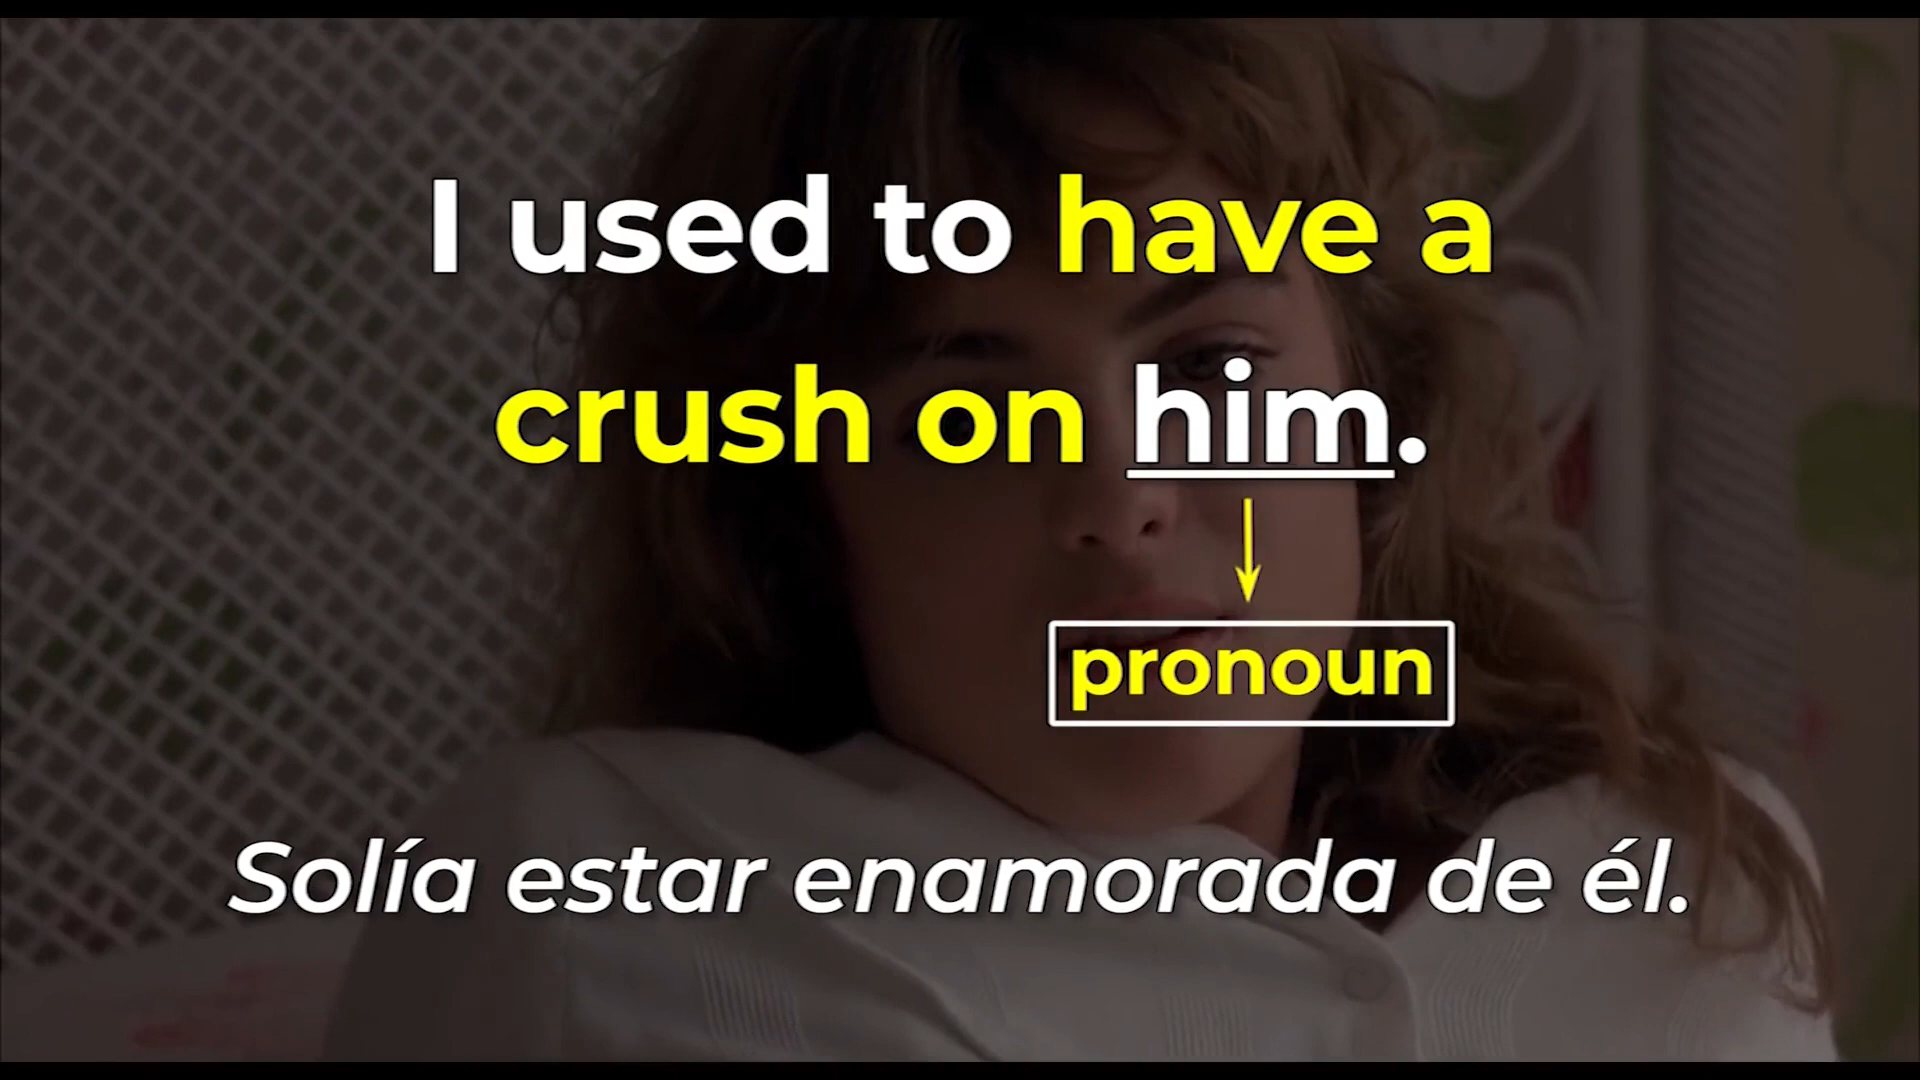 I used to have a
crush on him.
pronoun
Solía estar enamorada de él.